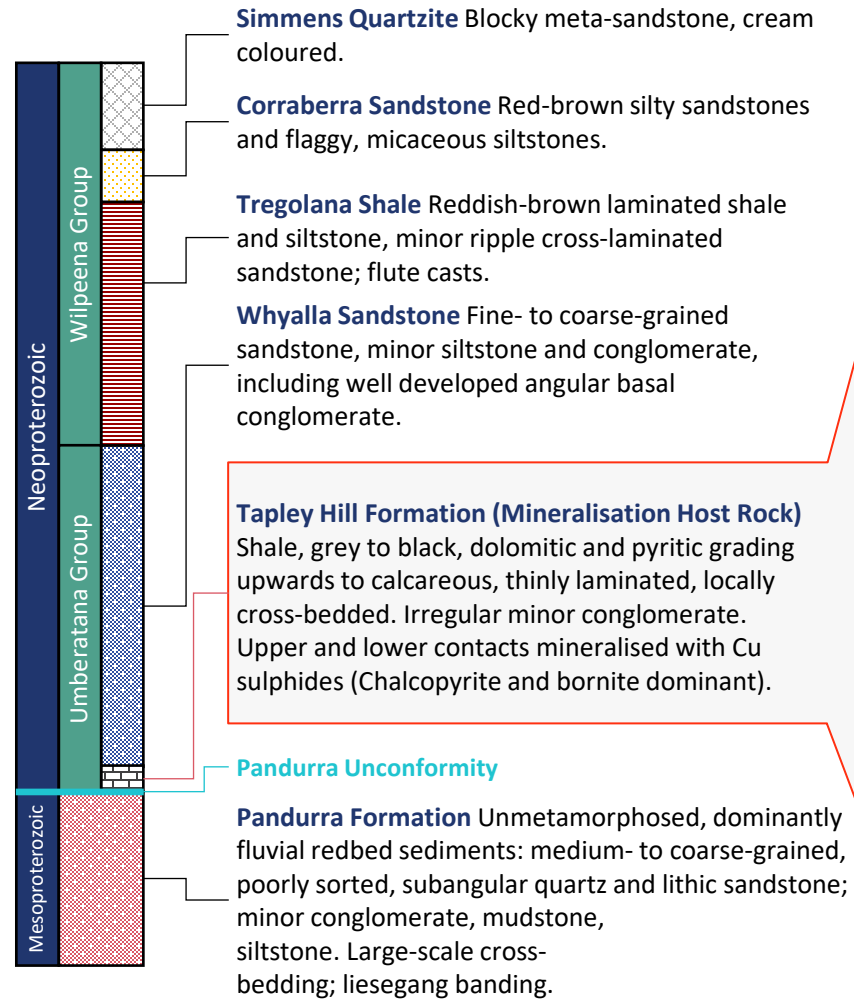 Simmens Quartzite Blocky meta-sandstone, cream
coloured.
Corraberra Sandstone Red-brown silty sandstones
and flaggy, micaceous siltstones.
Tregolana Shale Reddish-brown laminated shale
and siltstone, minor ripple cross-laminated
sandstone; flute casts.
Whyalla Sandstone Fine- to coarse-grained
sandstone, minor siltstone and conglomerate,
including well developed angular basal
conglomerate.
Tapley Hill Formation (Mineralisation Host Rock)
Shale, grey to black, dolomitic and pyritic grading
upwards to calcareous, thinly laminated, locally
cross-bedded. Irregular minor conglomerate.
Upper and lower contacts mineralised with Cu
sulphides (Chalcopyrite and bornite dominant).
Pandurra Unconformity
Pandurra Formation Unmetamorphosed, dominantly
fluvial redbed sediments: medium- to coarse-grained,
poorly sorted, subangular quartz and lithic sandstone;
minor conglomerate, mudstone,
siltstone. Large-scale cross-
bedding; liesegang banding.
Neoproterozoic
Mesoproterozoic
Wilpeena Group
Umberatana Group